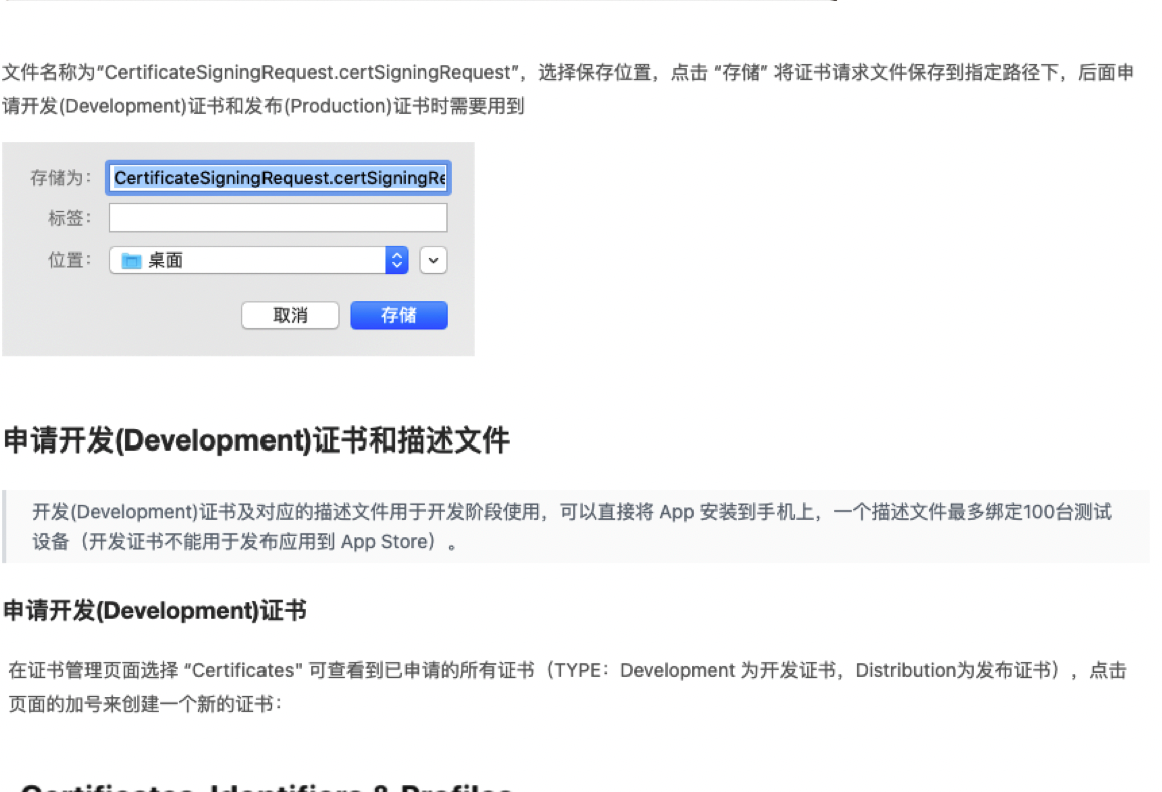 文件名称为“CertificateSigningRequest.certSigningRequest”，选择保存位置，点击 “存储” 将证书请求文件保存到指定路径下，后面申
请开发(Development)证书和发布(Production)证书时需要用到
存储为： CertificateSigningRequest.certSigningRe
标签：
位置： 桌面
取消 存储
申请开发(Development)证书和描述文件
开发(Development)证书及对应的描述文件用于开发阶段使用，可以直接将 App 安装到手机上，一个描述文件最多绑定100台测试
设备（开发证书不能用于发布应用到 App Store）。
申请开发(Development)证书
在证书管理页面选择 “Certificates" 可查看到已申请的所有证书（TYPE：Development 为开发证书，Distribution为发布证书），点击
页面的加号来创建一个新的证书：
Certificates, Identifiers & Profiles